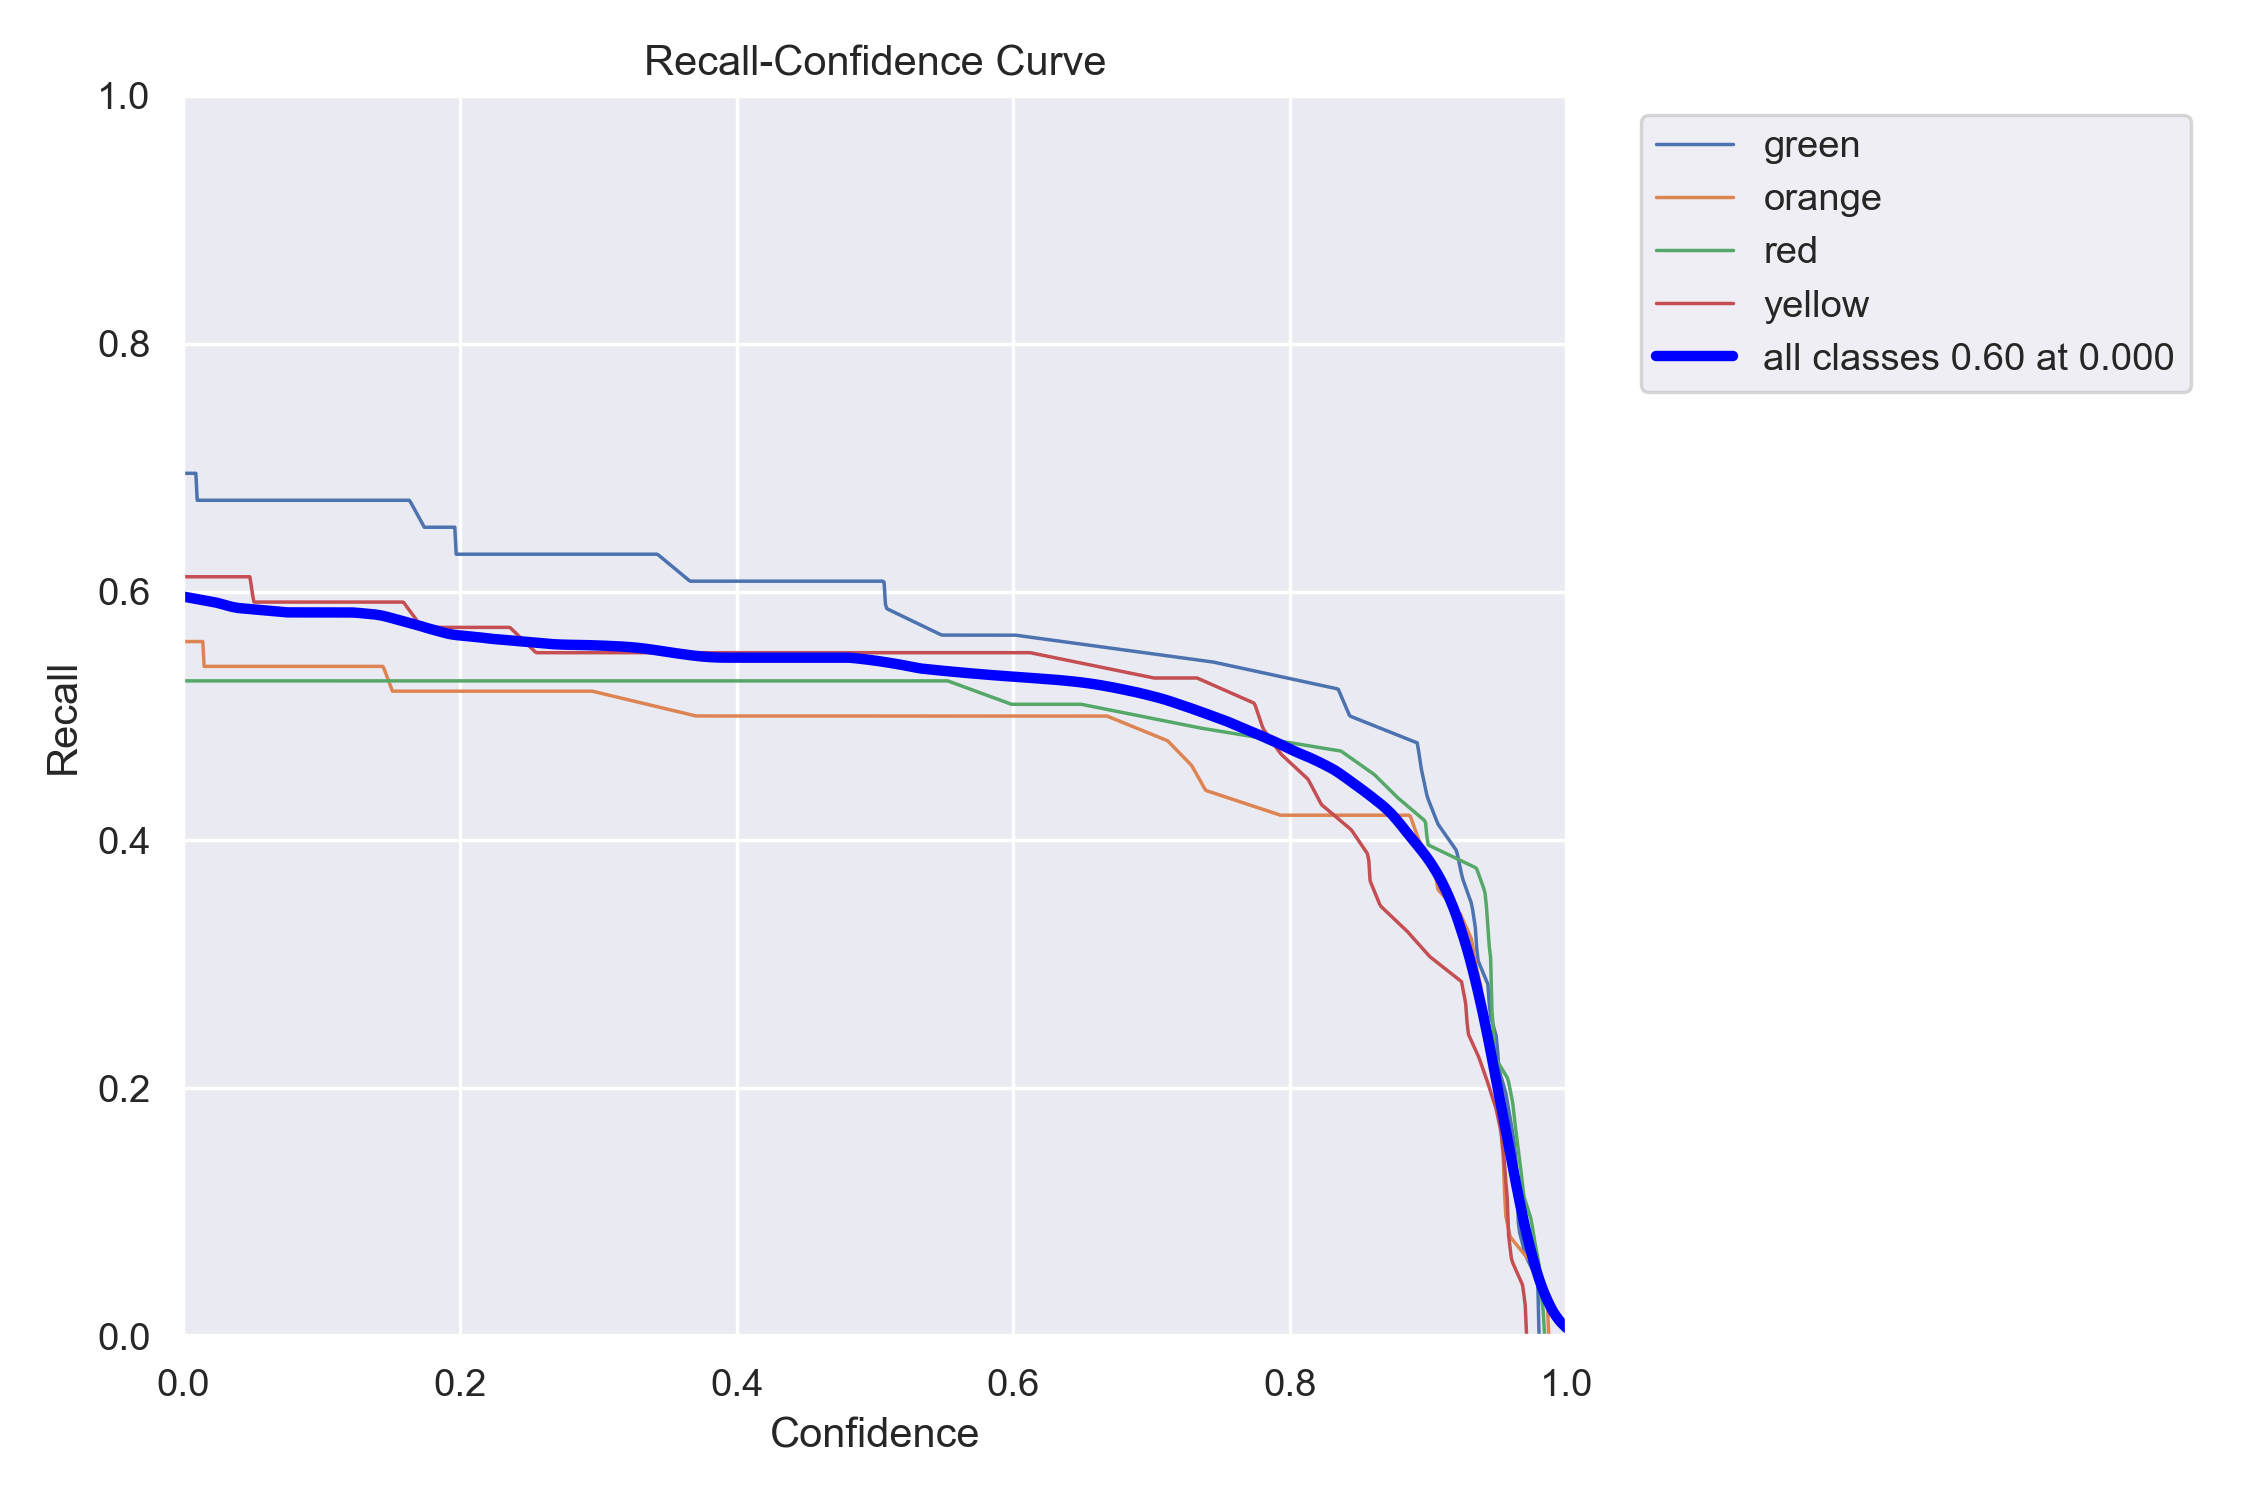 Recall-Confidence Curve
1.0
0.8
0.6
0.4
0.2
0.0
Recall
0.0 0.2 0.4 0.6 0.8 1.0
Confidence
green
orange
red
yellow
all classes 0.60 at 0.000